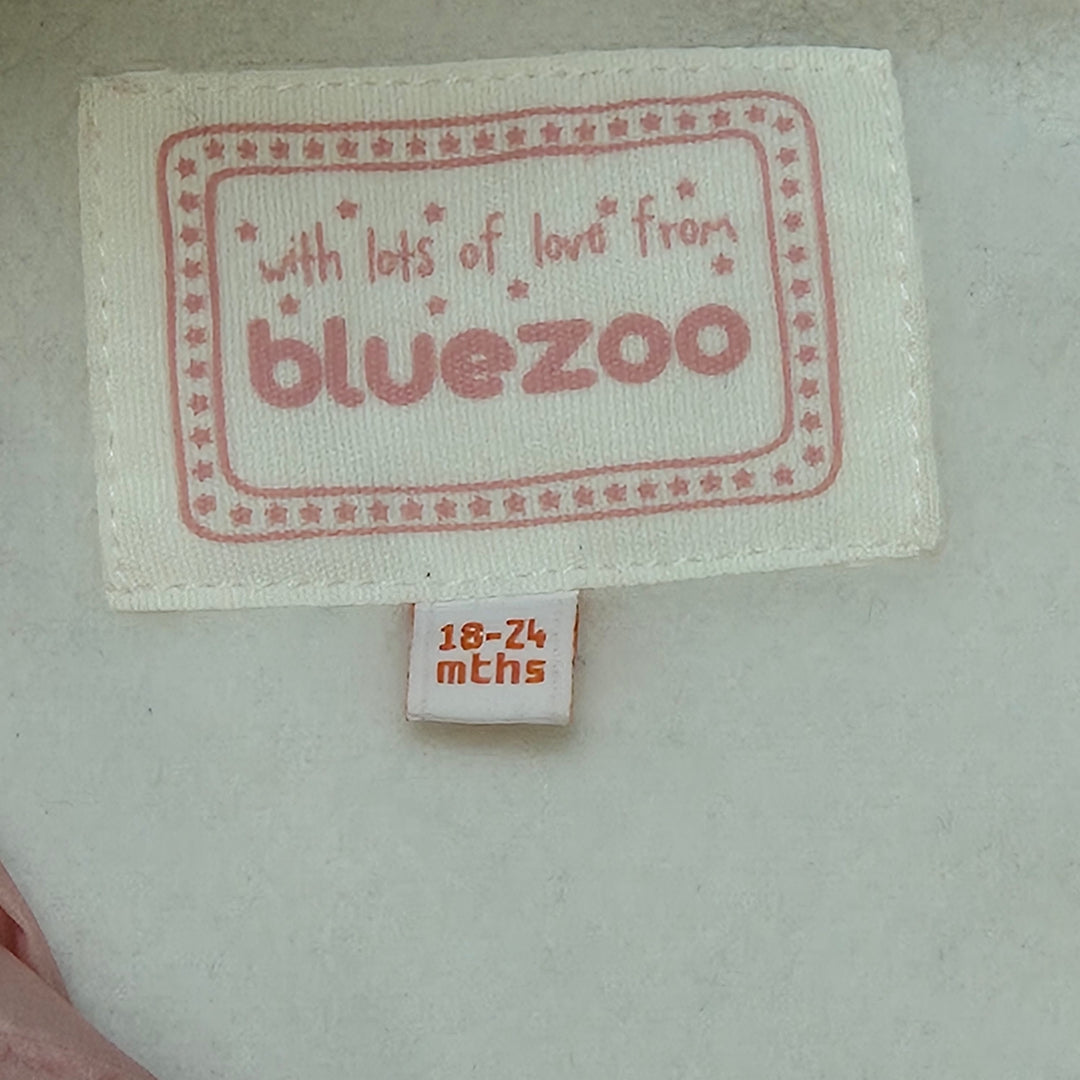 with lots of love from
bluezoo
18-24
mths